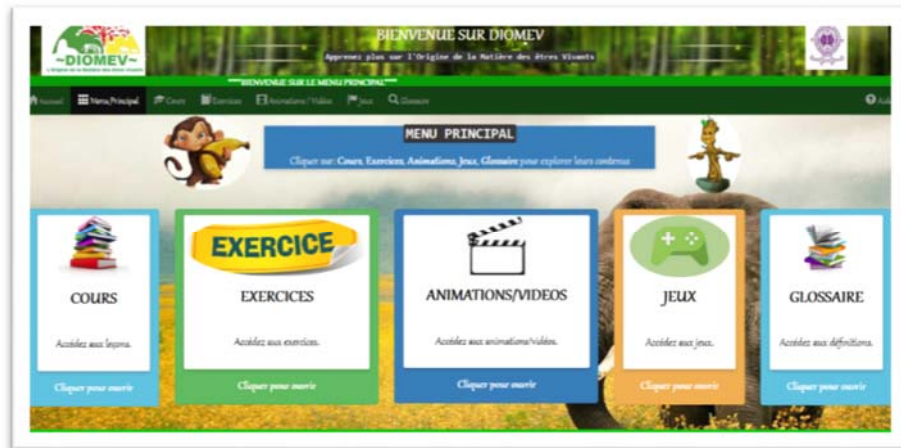 BIENVENUE SUR DIOMEV
~DIOMEV~
Apprenez plus sur l'Origine de la Matière des êtres Vivants
****BIENVENUE SUR LE MENU PRINCIPAL****
Accueil Menu Principal Cours Exercices Animations / Vidéos Jeux Glossaire
MENU PRINCIPAL
Cliquer sur: Cours, Exercices, Animations, Jeux, Glossaire pour explorer leurs contenus
EXERCICE
COURS EXERCICES ANIMATIONS/VIDEOS JEUX GLOSSAIRE
Accédez aux leçons. Accédez aux exercices. Accédez aux animations/vidéos. Accédez aux jeux. Accédez aux définitions.
Cliquer pour ouvrir Cliquer pour ouvrir Cliquer pour ouvrir Cliquer pour ouvrir Cliquer pour ouvrir